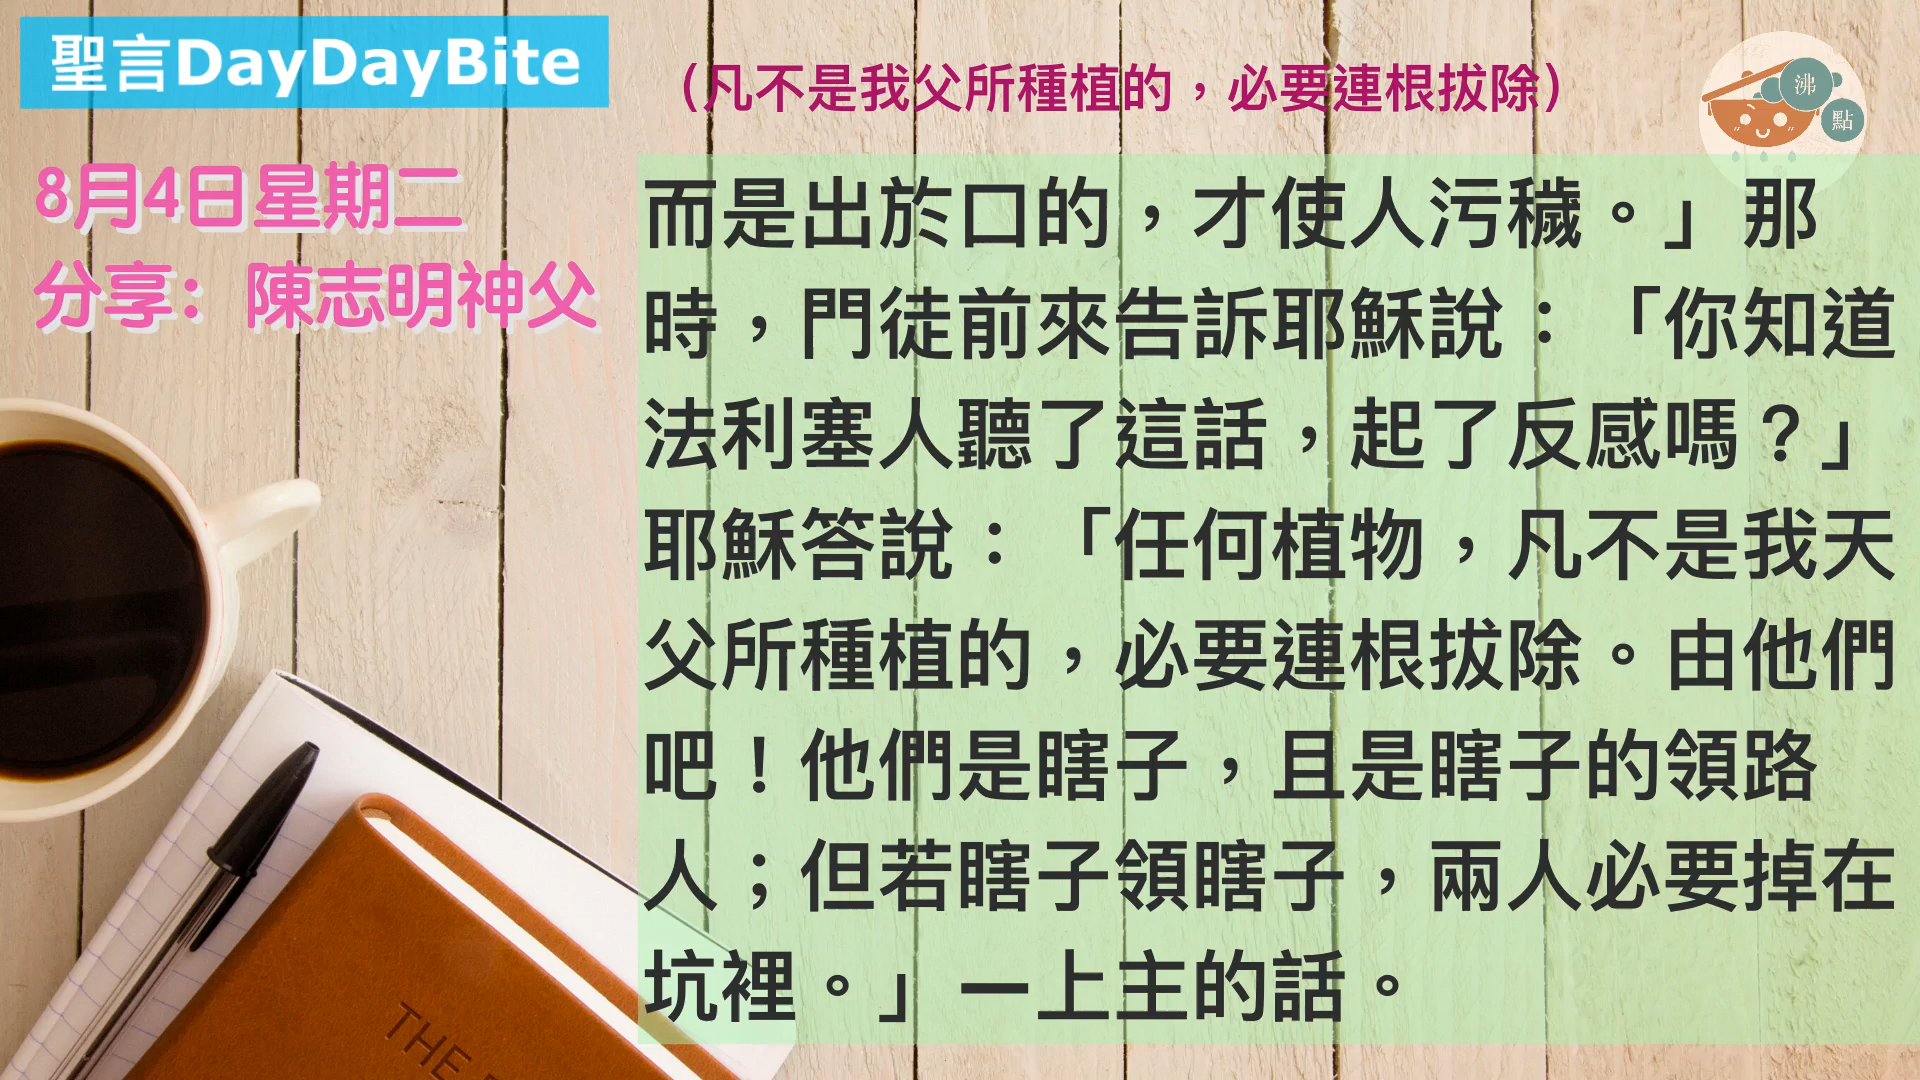 聖言DayDayBite
（凡不是我父所種植的，必要連根拔除）
沸
點
8月4日星期二
分享：陳志明神父
而是出於口的，才使人污穢。」那
時，門徒前來告訴耶穌說：「你知道
法利塞人聽了這話，起了反感嗎？」
耶穌答說：「任何植物，凡不是我天
父所種植的，必要連根拔除。由他們
吧！他們是瞎子，且是瞎子的領路
人；但若瞎子領瞎子，兩人必要掉在
坑裡。」—上主的話。
THE